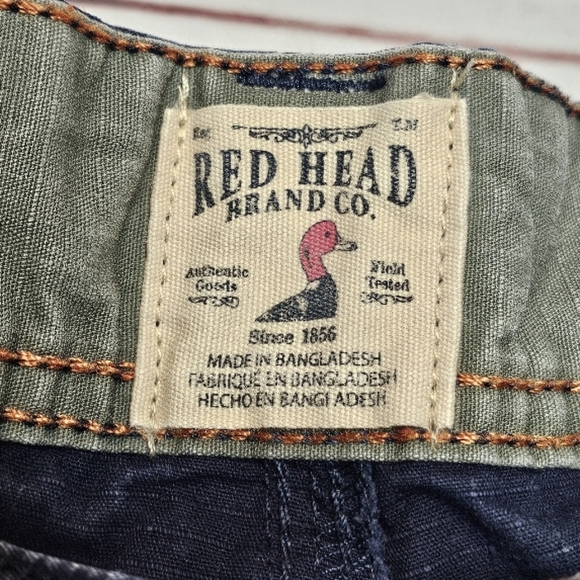 Est T.M
RED HEAD
BRAND CO.
Authentic Field
Goods Tested
Since 1856
MADE IN BANGLADESH
FABRIQUÉ EN BANGLADESH
HECHO EN BANGLADESH